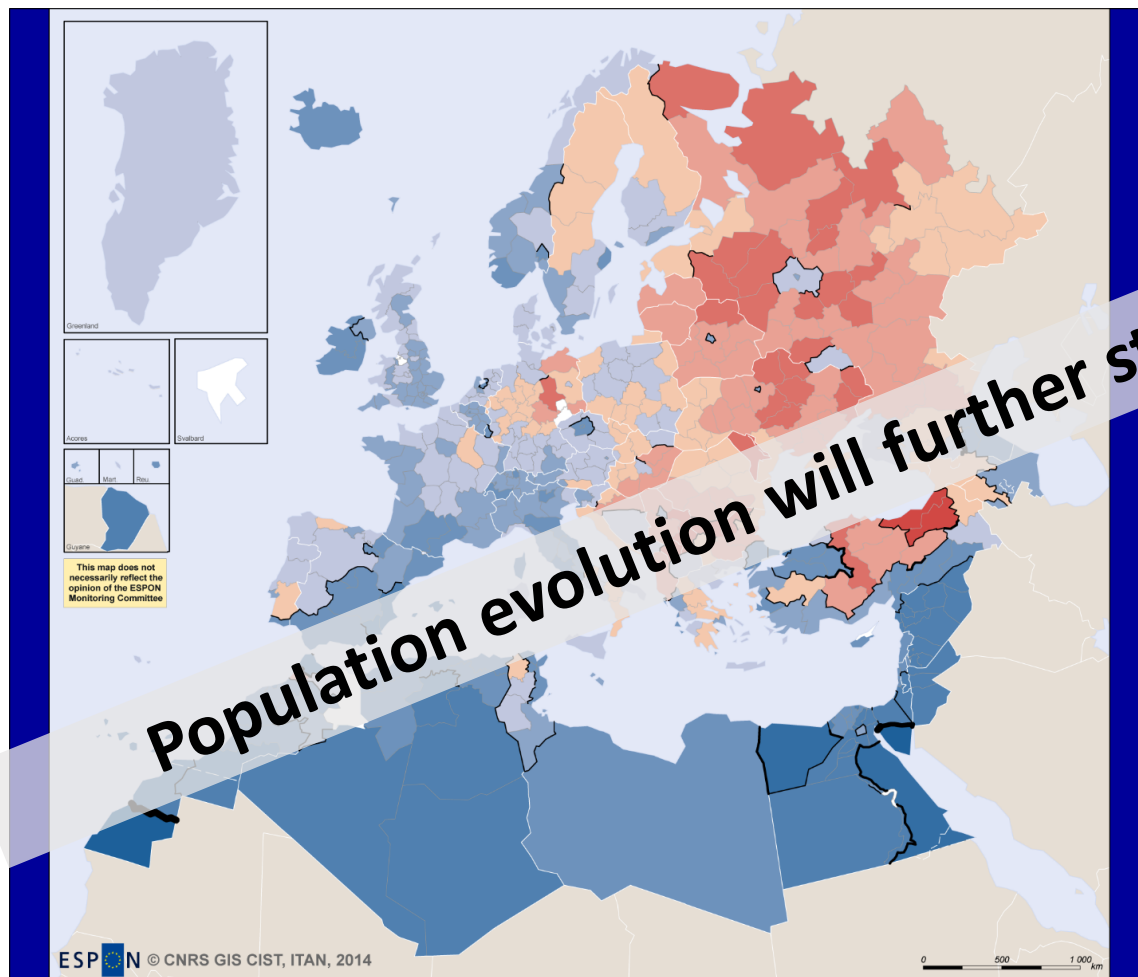 Greenland
Acores
Svalbard
Guad.
Mart.
Reu.
Guyane
This map does not
necessarily reflect the
opinion of the ESPON
Monitoring Committee
Population evolution will further st
ESPON © CNRS GIS CIST, ITAN, 2014
0 500 1 000
km